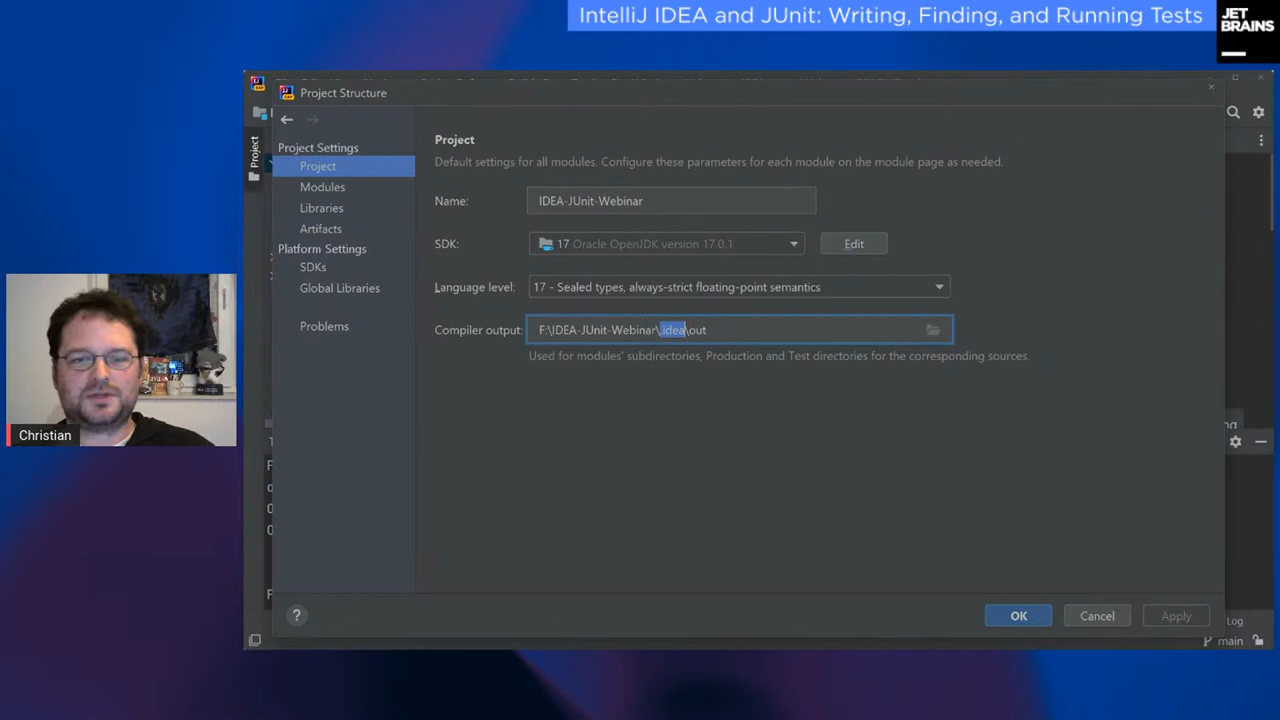 IntelliJ IDEA and JUnit: Writing, Finding, and Running Tests
JET
BRAINS
Project Structure
Project
Project Settings
Project
Modules
Libraries
Artifacts
Platform Settings
SDKs
Global Libraries
Problems
Project
Default settings for all modules. Configure these parameters for each module on the module page as needed.
Name: IDEA-JUnit-Webinar
SDK: 17 Oracle OpenJDK version 17.0.1 Edit
Language level: 17 - Sealed types, always-strict floating-point semantics
Compiler output: F:\IDEA-JUnit-Webinar\.idea\out
Used for modules' subdirectories, Production and Test directories for the corresponding sources.
Christian
? OK Cancel Apply
Log
main